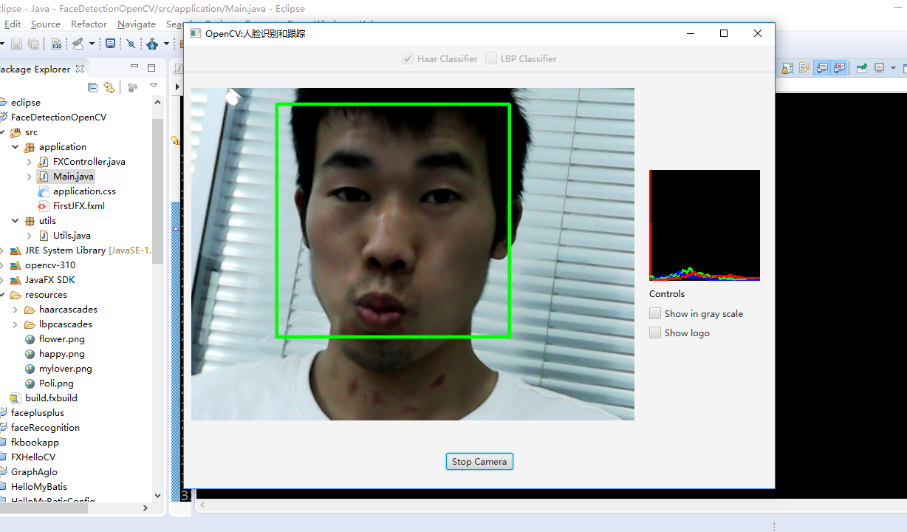 clipse - Java - FaceDetectionOpenCV/src/application/Main.java - Eclipse
Edit Source Refactor Navigate Sea
OpenCV:人脸识别和跟踪
Haar Classifier LBP Classifier
Package Explorer
eclipse
FaceDetectionOpenCV
src
application
FXController.java
Main.java
application.css
FirstJFX.fxml
utils
Utils.java
JRE System Library [JavaSE-1.
opencv-310
JavaFX SDK
resources
haarcascades
lbpcascades
flower.png
happy.png
mylover.png
Poli.png
build.fxbuild
faceplusplus
faceRecognition
fkbookapp
FXHelloCV
GraphAglo
HelloMyBatis
HelloMyBatisConfig
Controls
Show in gray scale
Show logo
Stop Camera
3